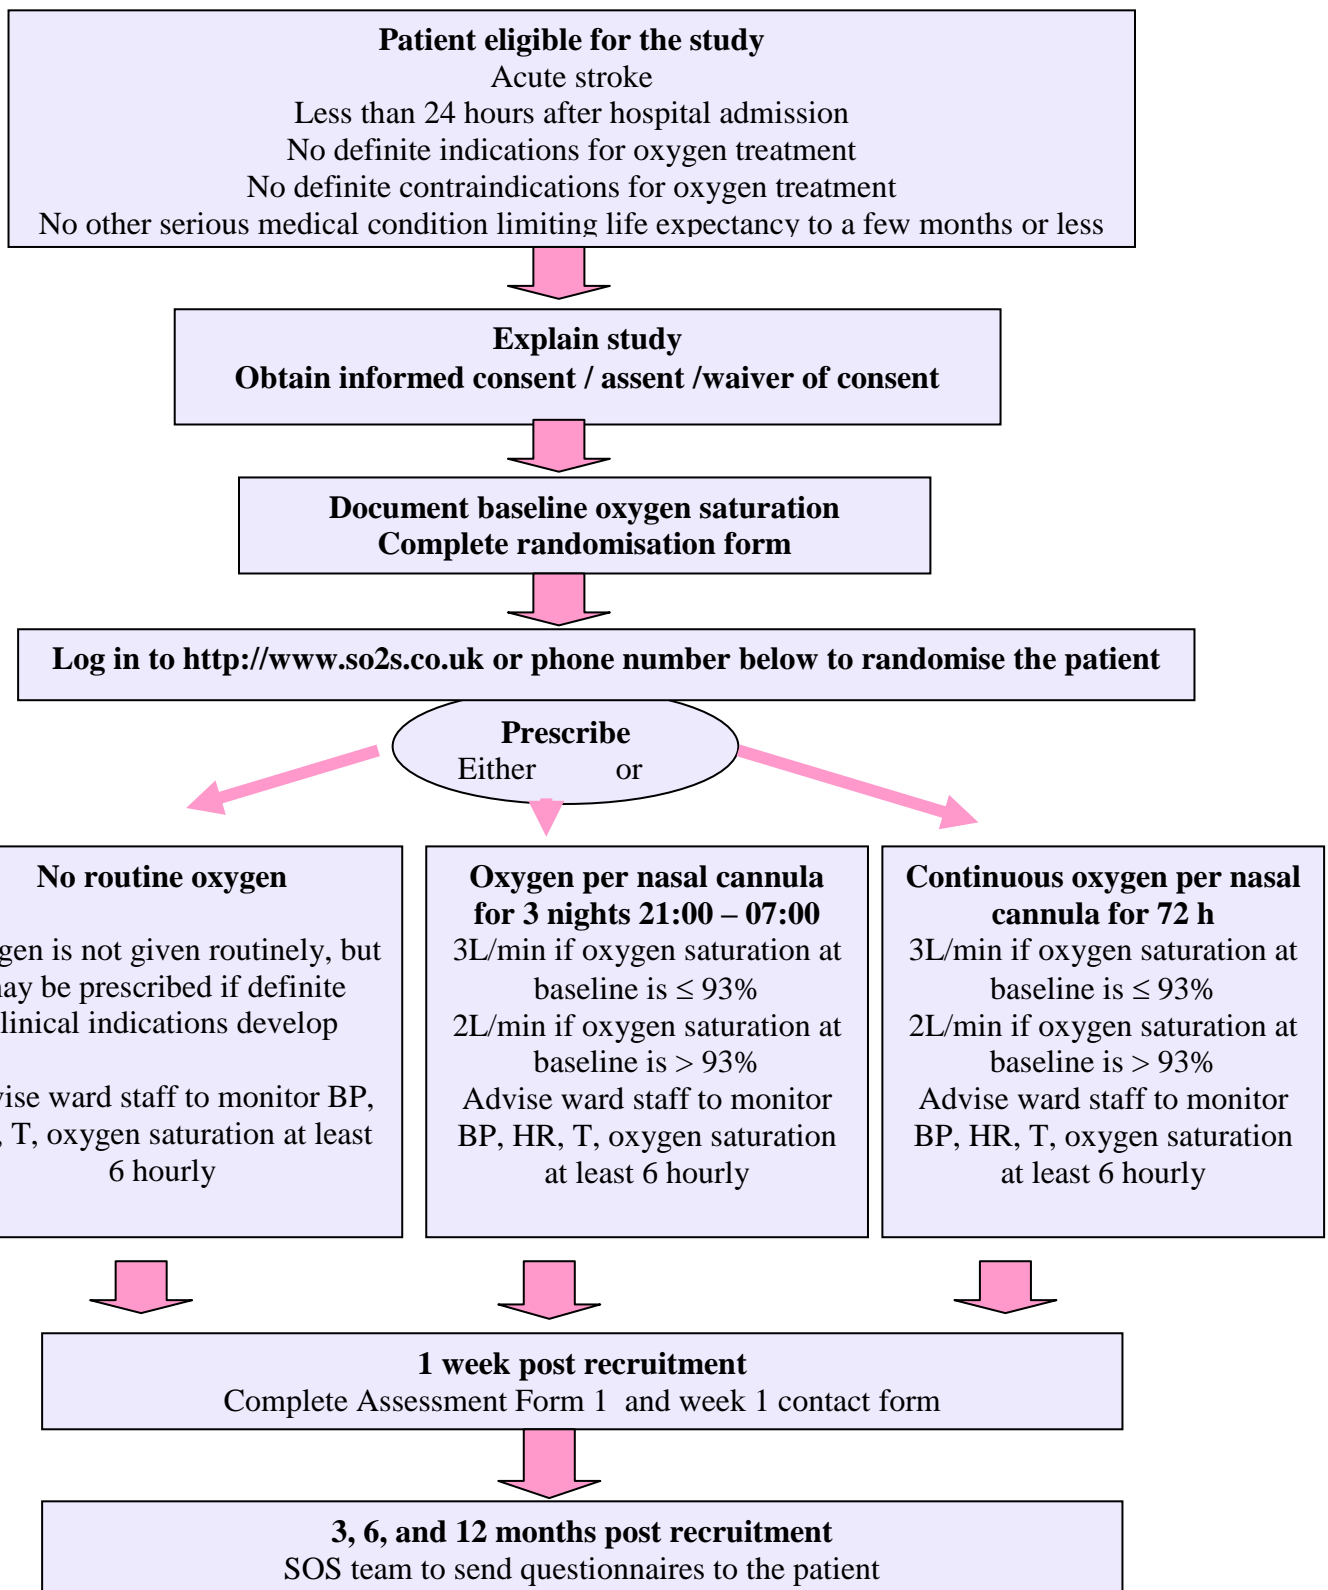 Patient eligible for the study
Acute stroke
Less than 24 hours after hospital admission
No definite indications for oxygen treatment
No definite contraindications for oxygen treatment
No other serious medical condition limiting life expectancy to a few months or less
Explain study
Obtain informed consent / assent /waiver of consent
Document baseline oxygen saturation
Complete randomisation form
Log in to http://www.so2s.co.uk or phone number below to randomise the patient
Prescribe
Either or
No routine oxygen
gen is not given routinely, but
may be prescribed if definite
linical indications develop
vise ward staff to monitor BP,
, T, oxygen saturation at least
6 hourly
Oxygen per nasal cannula
for 3 nights 21:00 – 07:00
3L/min if oxygen saturation at
baseline is ≤ 93%
2L/min if oxygen saturation at
baseline is > 93%
Advise ward staff to monitor
BP, HR, T, oxygen saturation
at least 6 hourly
Continuous oxygen per nasal
cannula for 72 h
3L/min if oxygen saturation at
baseline is ≤ 93%
2L/min if oxygen saturation at
baseline is > 93%
Advise ward staff to monitor
BP, HR, T, oxygen saturation
at least 6 hourly
1 week post recruitment
Complete Assessment Form 1 and week 1 contact form
3, 6, and 12 months post recruitment
SOS team to send questionnaires to the patient